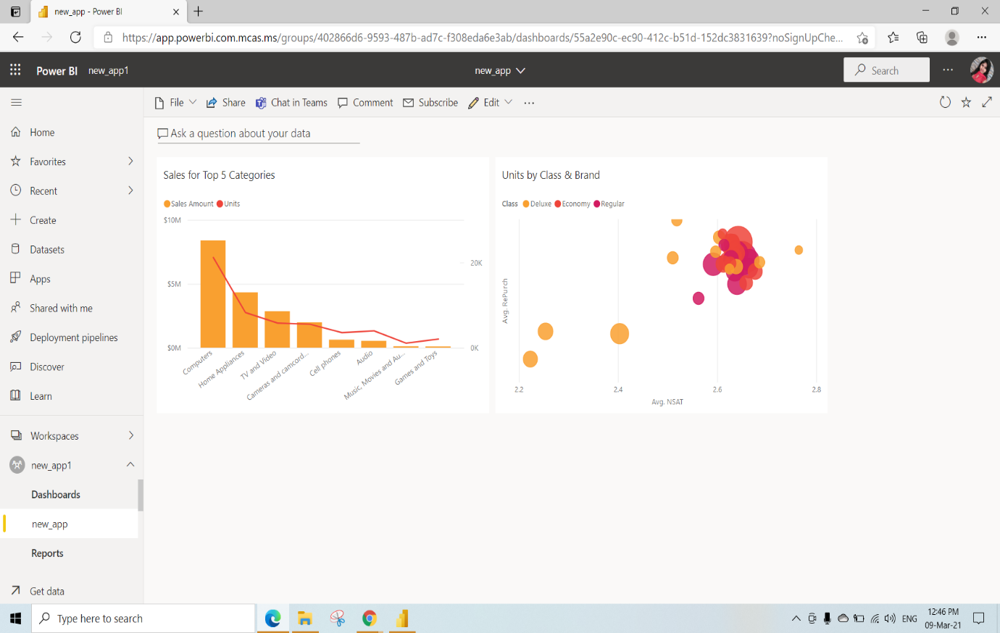 new_app - Power BI
https://app.powerbi.com.mcas.ms/groups/402866d6-9593-487b-ad7c-f308eda6e3ab/dashboards/55a2e90c-ec90-412c-b51d-152dc3831639?noSignUpChe...
Power BI new_app1
new_app
Search
File Share Chat in Teams Comment Subscribe Edit
Ask a question about your data
Home
Favorites
Recent
Create
Datasets
Apps
Shared with me
Deployment pipelines
Discover
Learn
Workspaces
new_app1
Dashboards
new_app
Reports
Get data
Sales for Top 5 Categories
Sales Amount Units
$10M
$5M
$0M
20K
0K
Computers
Home Appliances
TV and Video
Cameras and camcord...
Cell phones
Audio
Music, Movies and Au...
Games and Toys
Units by Class & Brand
Class Deluxe Economy Regular
Avg. RePurch
2.2 2.4 2.6 2.8
Avg. NSAT
Type here to search
ENG
12:46 PM
09-Mar-21